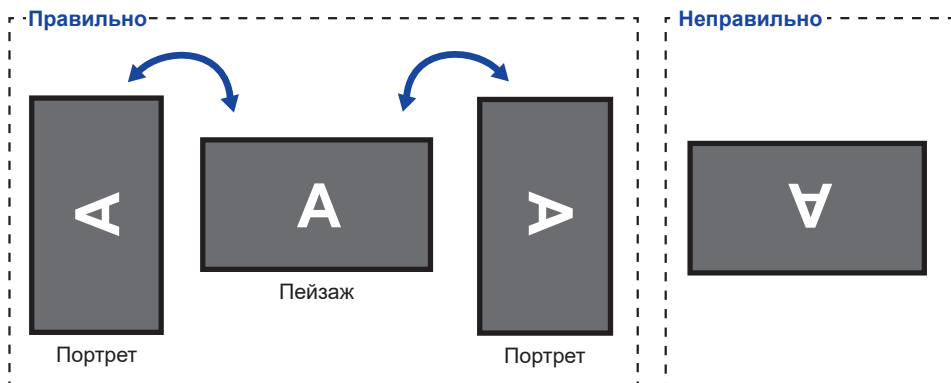 Правильно
Неправильно
A
A
A
A
Пейзаж
Портрет
Портрет